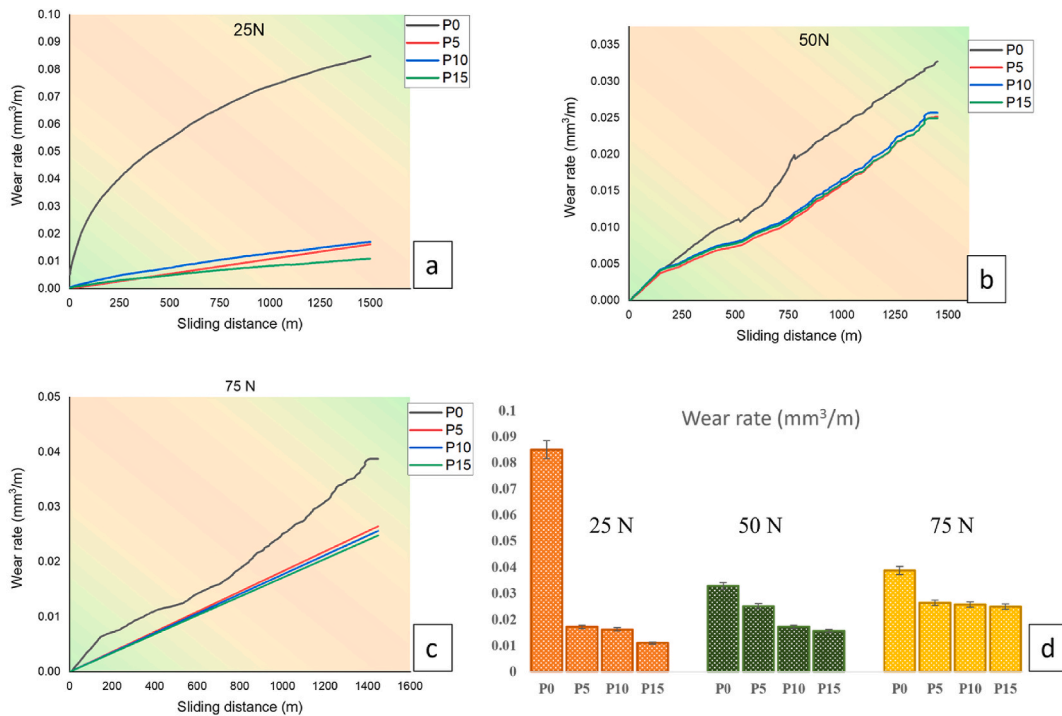 25N
P0
P5
P10
P15
Wear rate (mm³/m)
0.10
0.09
0.08
0.07
0.06
0.05
0.04
0.03
0.02
0.01
0.00
0 250 500 750 1000 1250 1500
Sliding distance (m)
a
50N
P0
P5
P10
P15
Wear rate (mm³/m)
0.035
0.030
0.025
0.020
0.015
0.010
0.005
0.000
0 250 500 750 1000 1250 1500
Sliding distance (m)
b
75 N
P0
P5
P10
P15
Wear rate (mm³/m)
0.05
0.04
0.03
0.02
0.01
0.00
0 200 400 600 800 1000 1200 1400 1600
Sliding distance (m)
c
Wear rate (mm³/m)
0.1
0.09
0.08
0.07
0.06
0.05
0.04
0.03
0.02
0.01
0
25 N 50 N 75 N
P0 P5 P10 P15 P0 P5 P10 P15 P0 P5 P10 P15
d